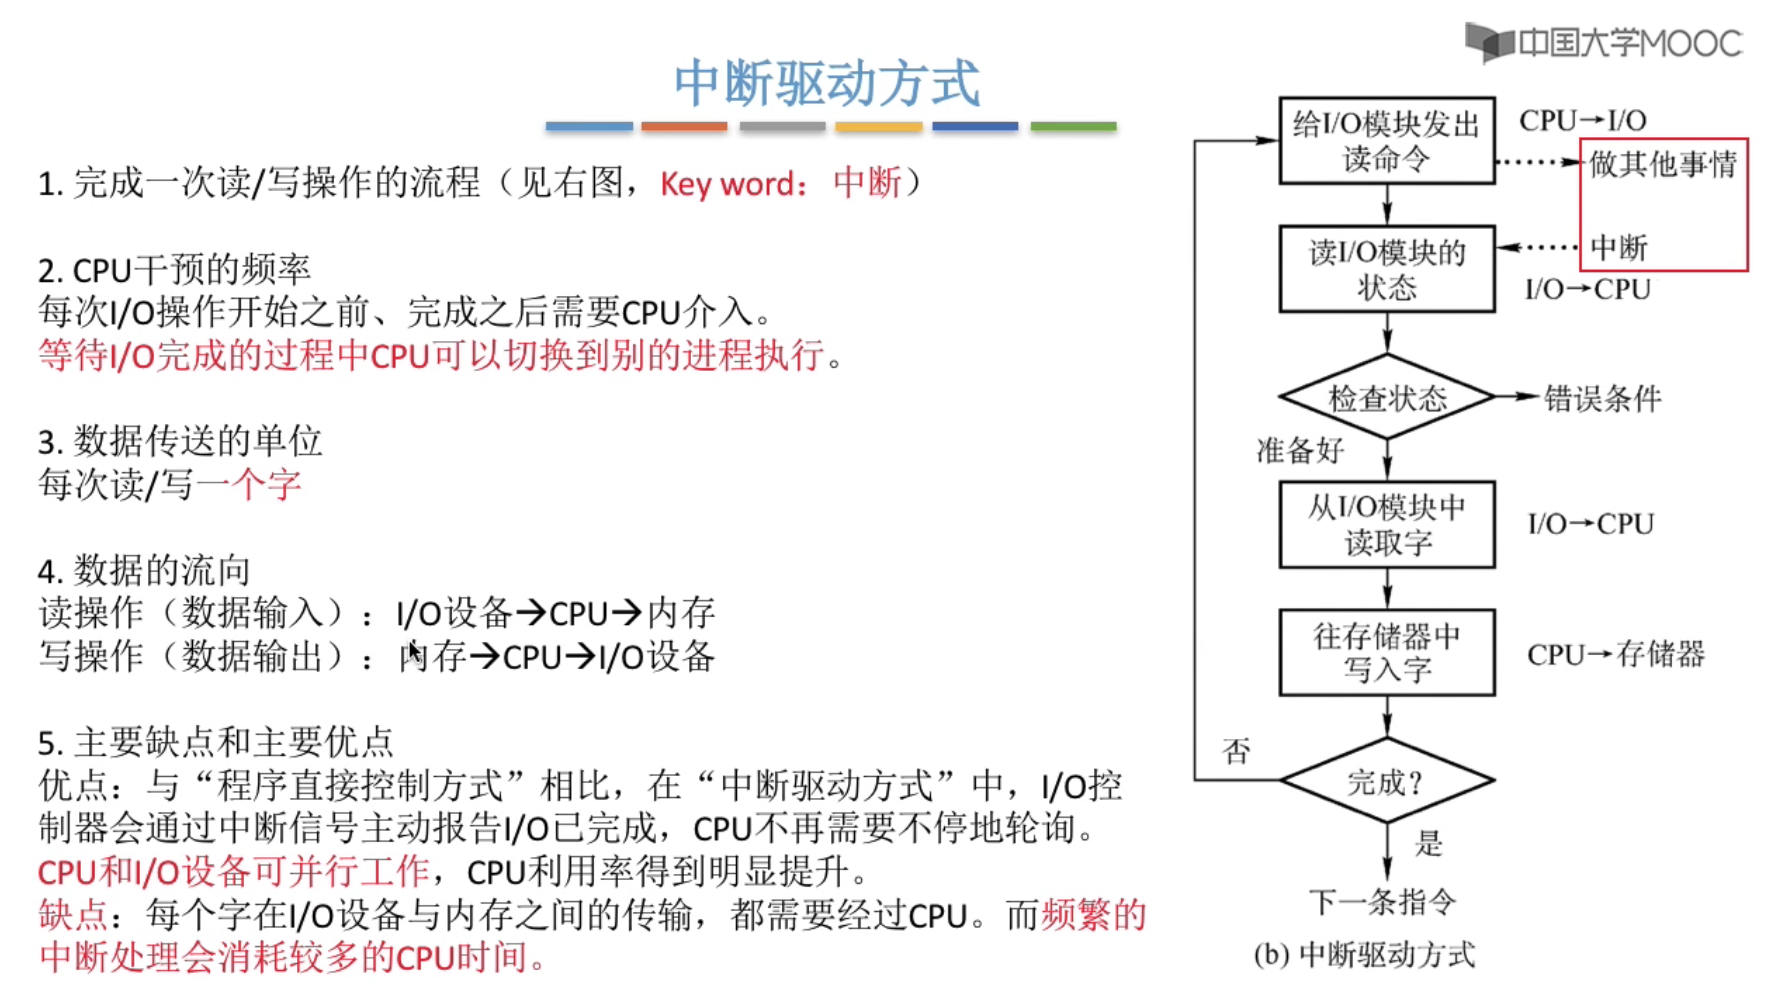 中国大学MOOC
中断驱动方式
1. 完成一次读/写操作的流程（见右图，Key word：中断）
2. CPU干预的频率
每次I/O操作开始之前、完成之后需要CPU介入。
等待I/O完成的过程中CPU可以切换到别的进程执行。
3. 数据传送的单位
每次读/写一个字
4. 数据的流向
读操作（数据输入）：I/O设备→CPU→内存
写操作（数据输出）：内存→CPU→I/O设备
5. 主要缺点和主要优点
优点：与“程序直接控制方式”相比，在“中断驱动方式”中，I/O控
制器会通过中断信号主动报告I/O已完成，CPU不再需要不停地轮询。
CPU和I/O设备可并行工作，CPU利用率得到明显提升。
缺点：每个字在I/O设备与内存之间的传输，都需要经过CPU。而频繁的
中断处理会消耗较多的CPU时间。
给I/O模块发出
读命令
CPU→I/O
做其他事情
读I/O模块的
状态
中断
I/O→CPU
检查状态
错误条件
准备好
从I/O模块中
读取字
I/O→CPU
往存储器中
写入字
CPU→存储器
否
完成？
是
下一条指令
(b) 中断驱动方式